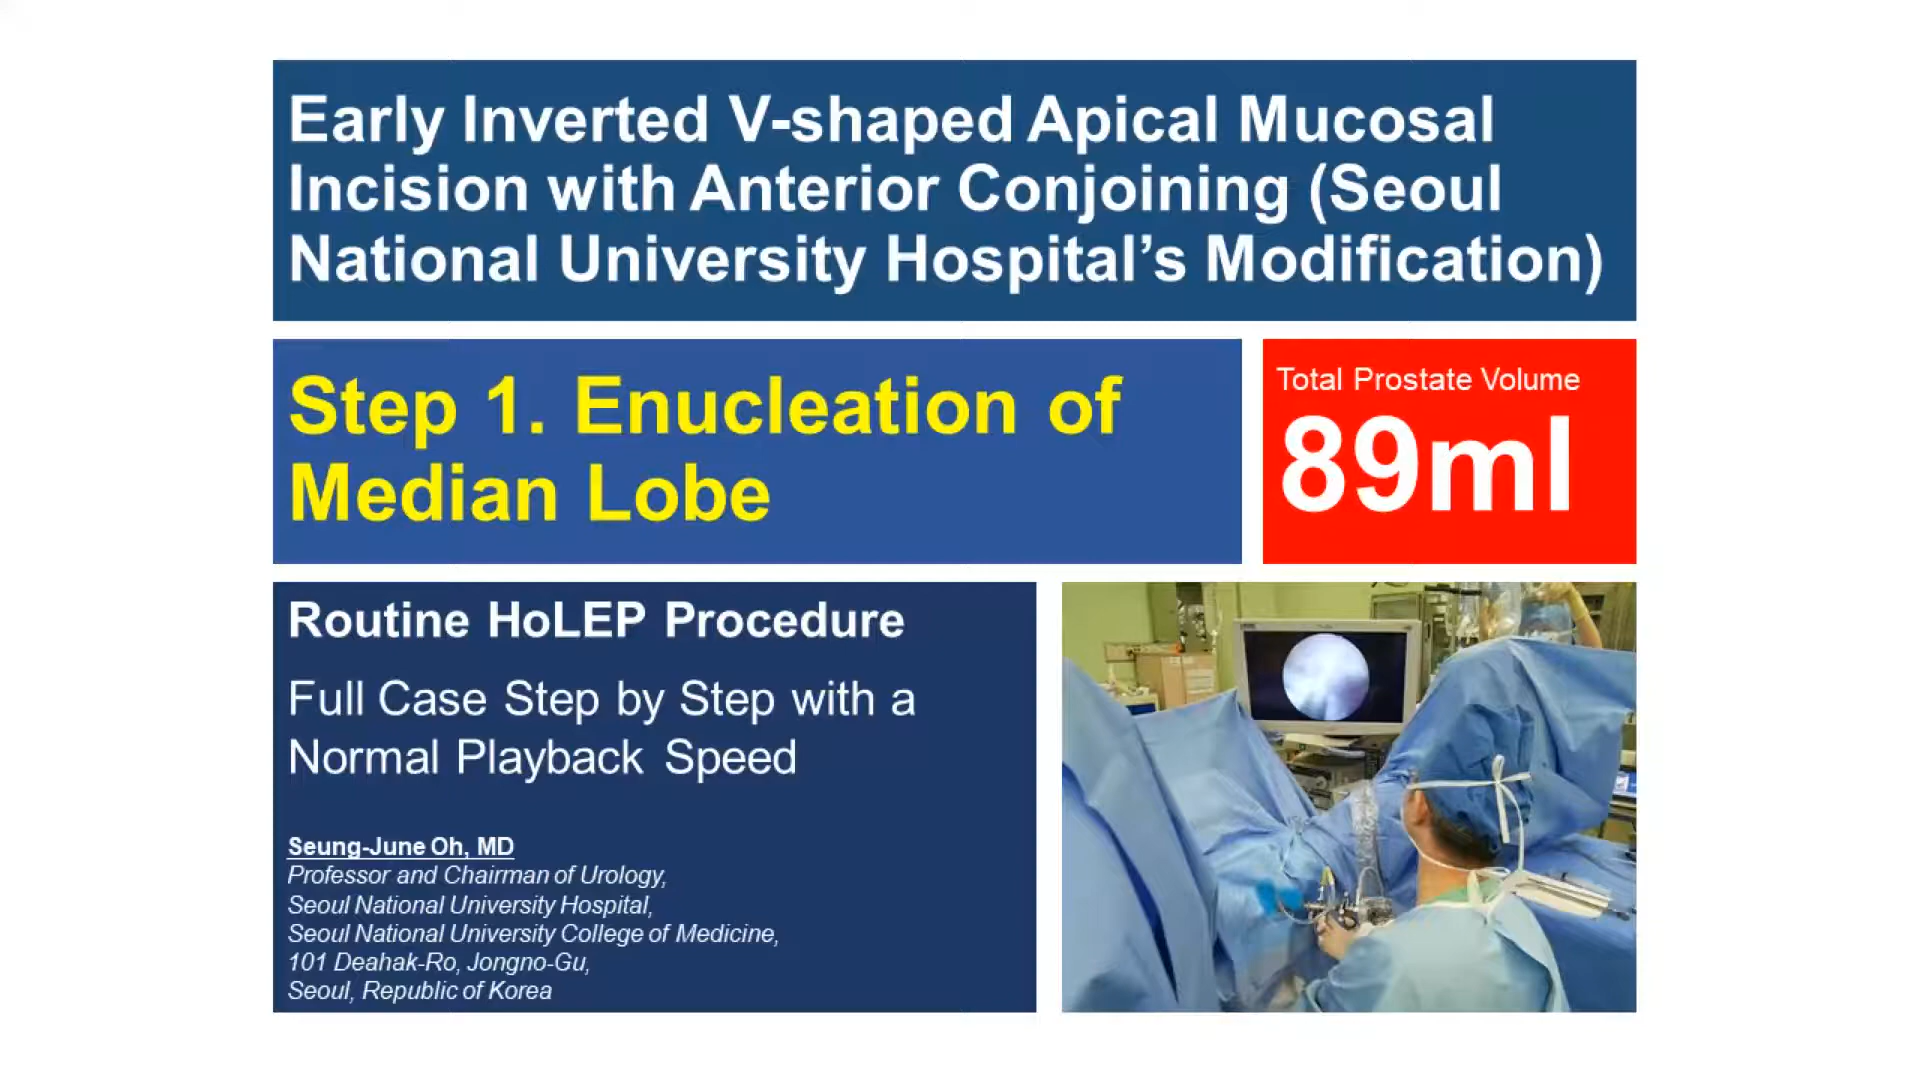 Early Inverted V-shaped Apical Mucosal
Incision with Anterior Conjoining (Seoul
National University Hospital’s Modification)
Step 1. Enucleation of
Median Lobe
Total Prostate Volume
89ml
Routine HoLEP Procedure
Full Case Step by Step with a
Normal Playback Speed
Seung-June Oh, MD
Professor and Chairman of Urology,
Seoul National University Hospital,
Seoul National University College of Medicine,
101 Deahak-Ro, Jongno-Gu,
Seoul, Republic of Korea